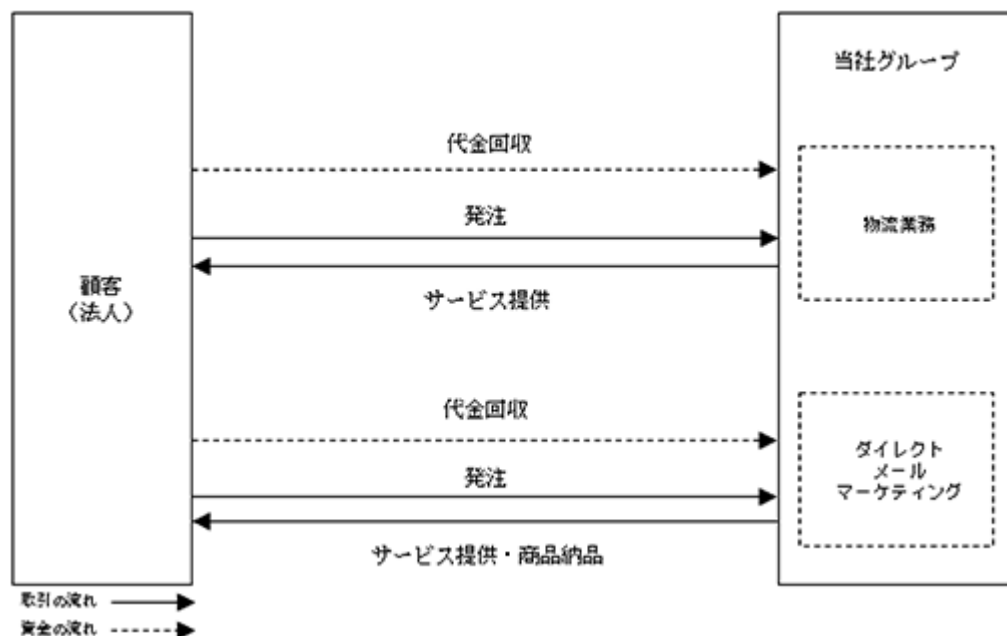 当社グループ
代金回収
発注
物流業務
サービス提供
顧客
（法人）
代金回収
発注
ダイレクト
メール
マーケティング
サービス提供・商品納品
取引の流れ
資金の流れ